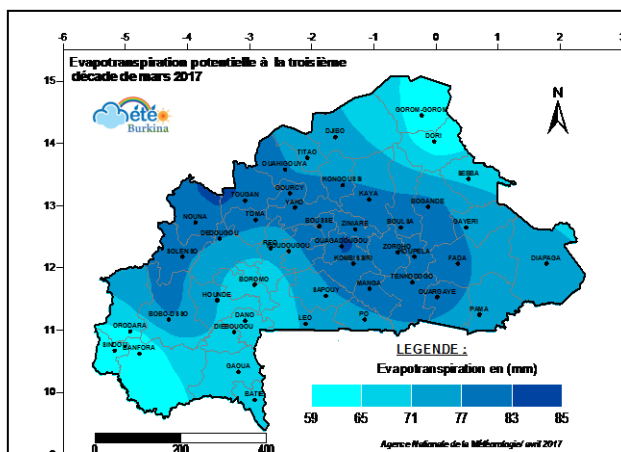 -6 -5 -4 -3 -2 -1 0 1 2 3
Evapotranspiration potentielle à la troisième
décade de mars 2017
été
Burkina
N
15
14
13
12
11
10
GOROM-GOROM
DJIBO
DORI
TITAO
OUAHIGOUYA
SEBBA
TOUGAN
GOURCY
KAYA
NOUNA
TOMA
YAKO
BOGANDE
BOUSSE
ZINIARE
BOULSA
GAYERI
DEDOUGOU
REO
KOUDOUGOU
OUAGADOUGOU
ZORGHO
KOUPELA
SOLENZO
KOMBISSIRI
FADA
DIAPAGA
BOROMO
TENKODOGO
HOUNDE
SAPOUY
MANGA
OUARGAYE
BOBO-DIOSSO
DANO
LEO
PO
PAMA
ORODARA
DIEBOUGOU
SINDOU
BANFORA
GAOUA
BATIE
LEGENDE :
Evapotranspiration en (mm)
59 65 71 77 83 85
0 200 400
Agence Nationale de la Météorologie/ avril 2017